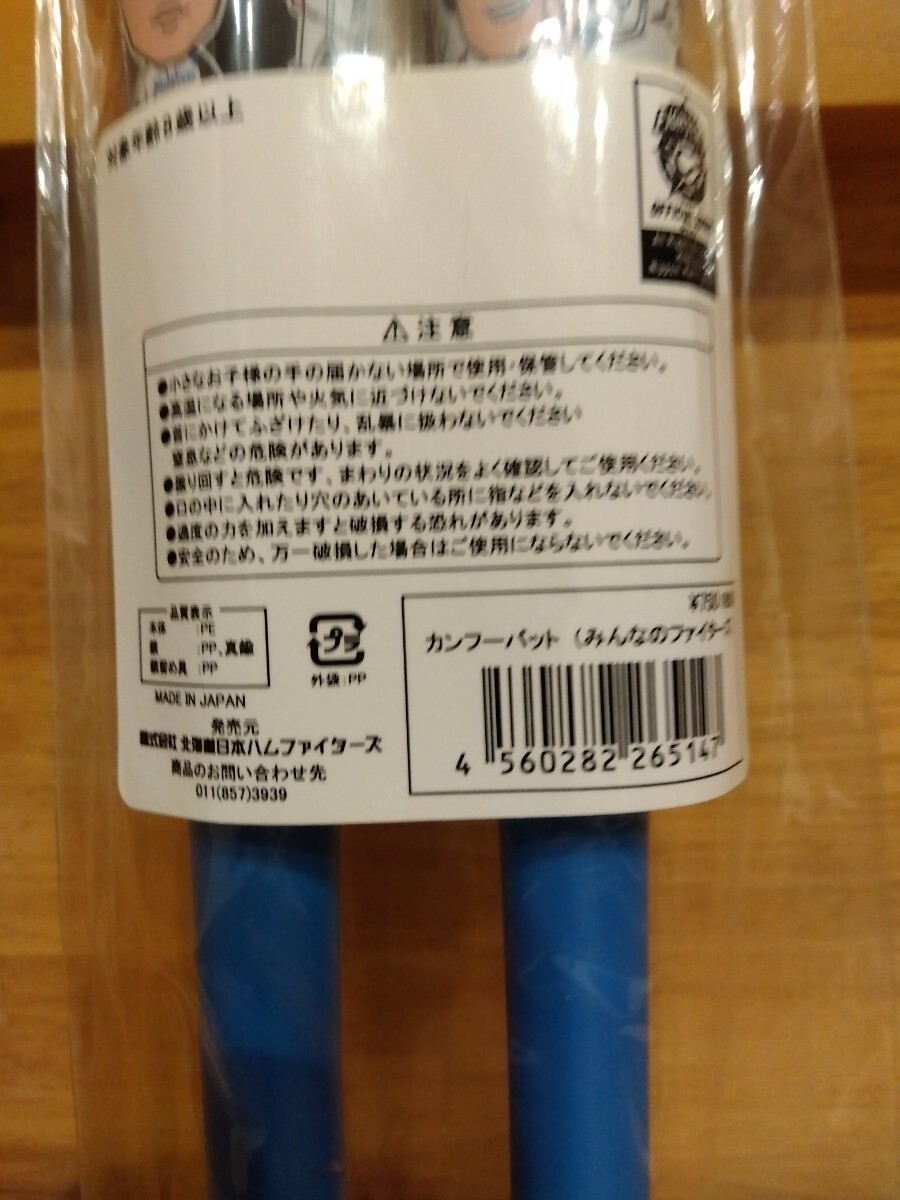 対象年齢8歳以上
⚠注意
●小さなお子様の手の届かない場所で使用・保管してください。
●高温になる場所や火気に近づけないでください。
●首にかけてふざけたり、乱暴に扱わないでください
窒息などの危険があります。
●振り回すと危険です、まわりの状況をよく確認してご使用ください。
●口の中に入れたり穴のあいている所に指などを入れないでください。
●過度の力を加えますと破損する恐れがあります。
●安全のため、万一破損した場合はご使用にならないでください。
品質表示
本体 :PE
:PP、真鍮
:PP
MADE IN JAPAN
プラ
外袋:PP
発売元
株式会社 北海道日本ハムファイターズ
商品のお問い合わせ先
011(857)3939
¥750
カンフーバット (みんなのファイターズ
4 560282 265147